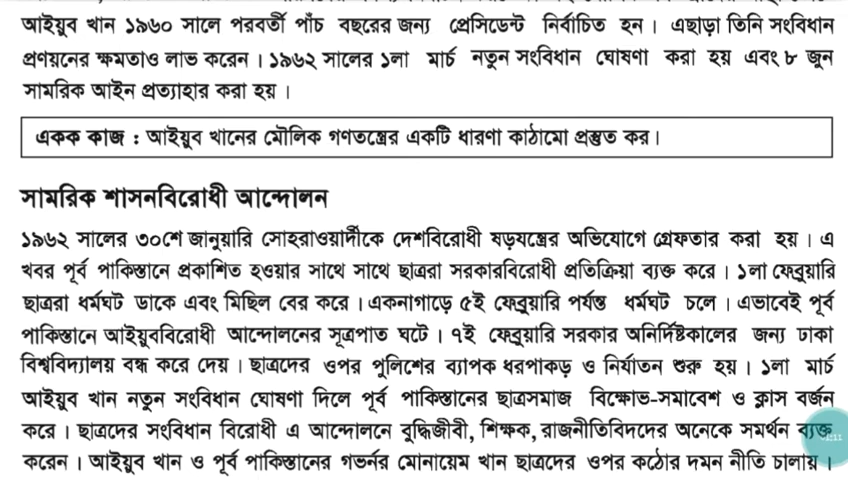 আইয়ুব খান ১৯৬০ সালে পরবর্তী পাঁচ বছরের জন্য প্রেসিডেন্ট নির্বাচিত হন। এছাড়া তিনি সংবিধান
প্রণয়নের ক্ষমতাও লাভ করেন। ১৯৬২ সালের ১লা মার্চ নতুন সংবিধান ঘোষণা করা হয় এবং ৮ জুন
সামরিক আইন প্রত্যাহার করা হয়।
একক কাজ : আইয়ুব খানের মৌলিক গণতন্ত্রের একটি ধারণা কাঠামো প্রস্তুত কর।
সামরিক শাসনবিরোধী আন্দোলন
১৯৬২ সালের ৩০শে জানুয়ারি সোহরাওয়ার্দীকে দেশবিরোধী ষড়যন্ত্রের অভিযোগে গ্রেফতার করা হয়। এ
খবর পূর্ব পাকিস্তানে প্রকাশিত হওয়ার সাথে সাথে ছাত্ররা সরকারবিরোধী প্রতিক্রিয়া ব্যক্ত করে। ১লা ফেব্রুয়ারি
ছাত্ররা ধর্মঘট ডাকে এবং মিছিল বের করে। একনাগাড়ে ৫ই ফেব্রুয়ারি পর্যন্ত ধর্মঘট চলে। এভাবেই পূর্ব
পাকিস্তানে আইয়ুববিরোধী আন্দোলনের সূত্রপাত ঘটে। ৭ই ফেব্রুয়ারি সরকার অনির্দিষ্টকালের জন্য ঢাকা
বিশ্ববিদ্যালয় বন্ধ করে দেয়। ছাত্রদের ওপর পুলিশের ব্যাপক ধরপাকড় ও নির্যাতন শুরু হয়। ১লা মার্চ
আইয়ুব খান নতুন সংবিধান ঘোষণা দিলে পূর্ব পাকিস্তানের ছাত্রসমাজ বিক্ষোভ-সমাবেশ ও ক্লাস বর্জন
করে। ছাত্রদের সংবিধান বিরোধী এ আন্দোলনে বুদ্ধিজীবী, শিক্ষক, রাজনীতিবিদদের অনেকে সমর্থন ব্যক্ত
করেন। আইয়ুব খান ও পূর্ব পাকিস্তানের গভর্নর মোনায়েম খান ছাত্রদের ওপর কঠোর দমন নীতি চালায়।